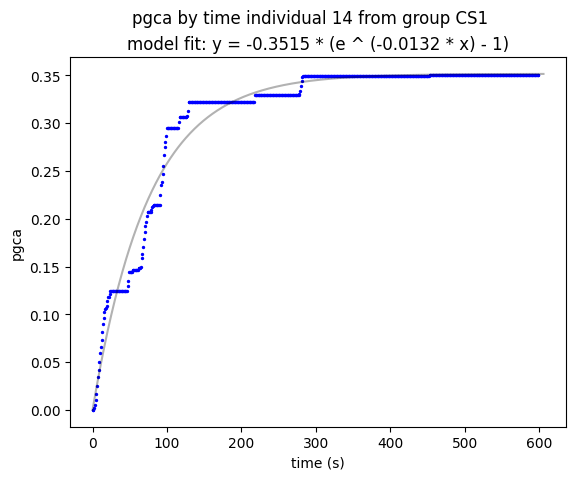 pgca by time individual 14 from group CS1
model fit: y = -0.3515 * (e ^ (-0.0132 * x) - 1)
0.35
0.30
0.25
0.20
0.15
0.10
0.05
0.00
pgca
0 100 200 300 400 500 600
time (s)